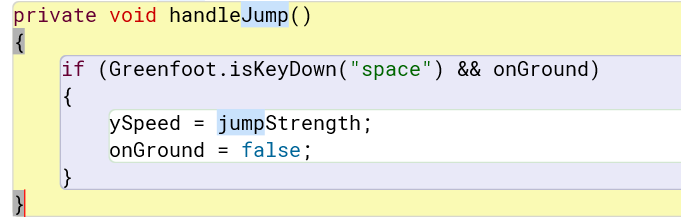 private void handleJump()
{
if (Greenfoot.isKeyDown("space") && onGround)
{
ySpeed = jumpStrength;
onGround = false;
}
}